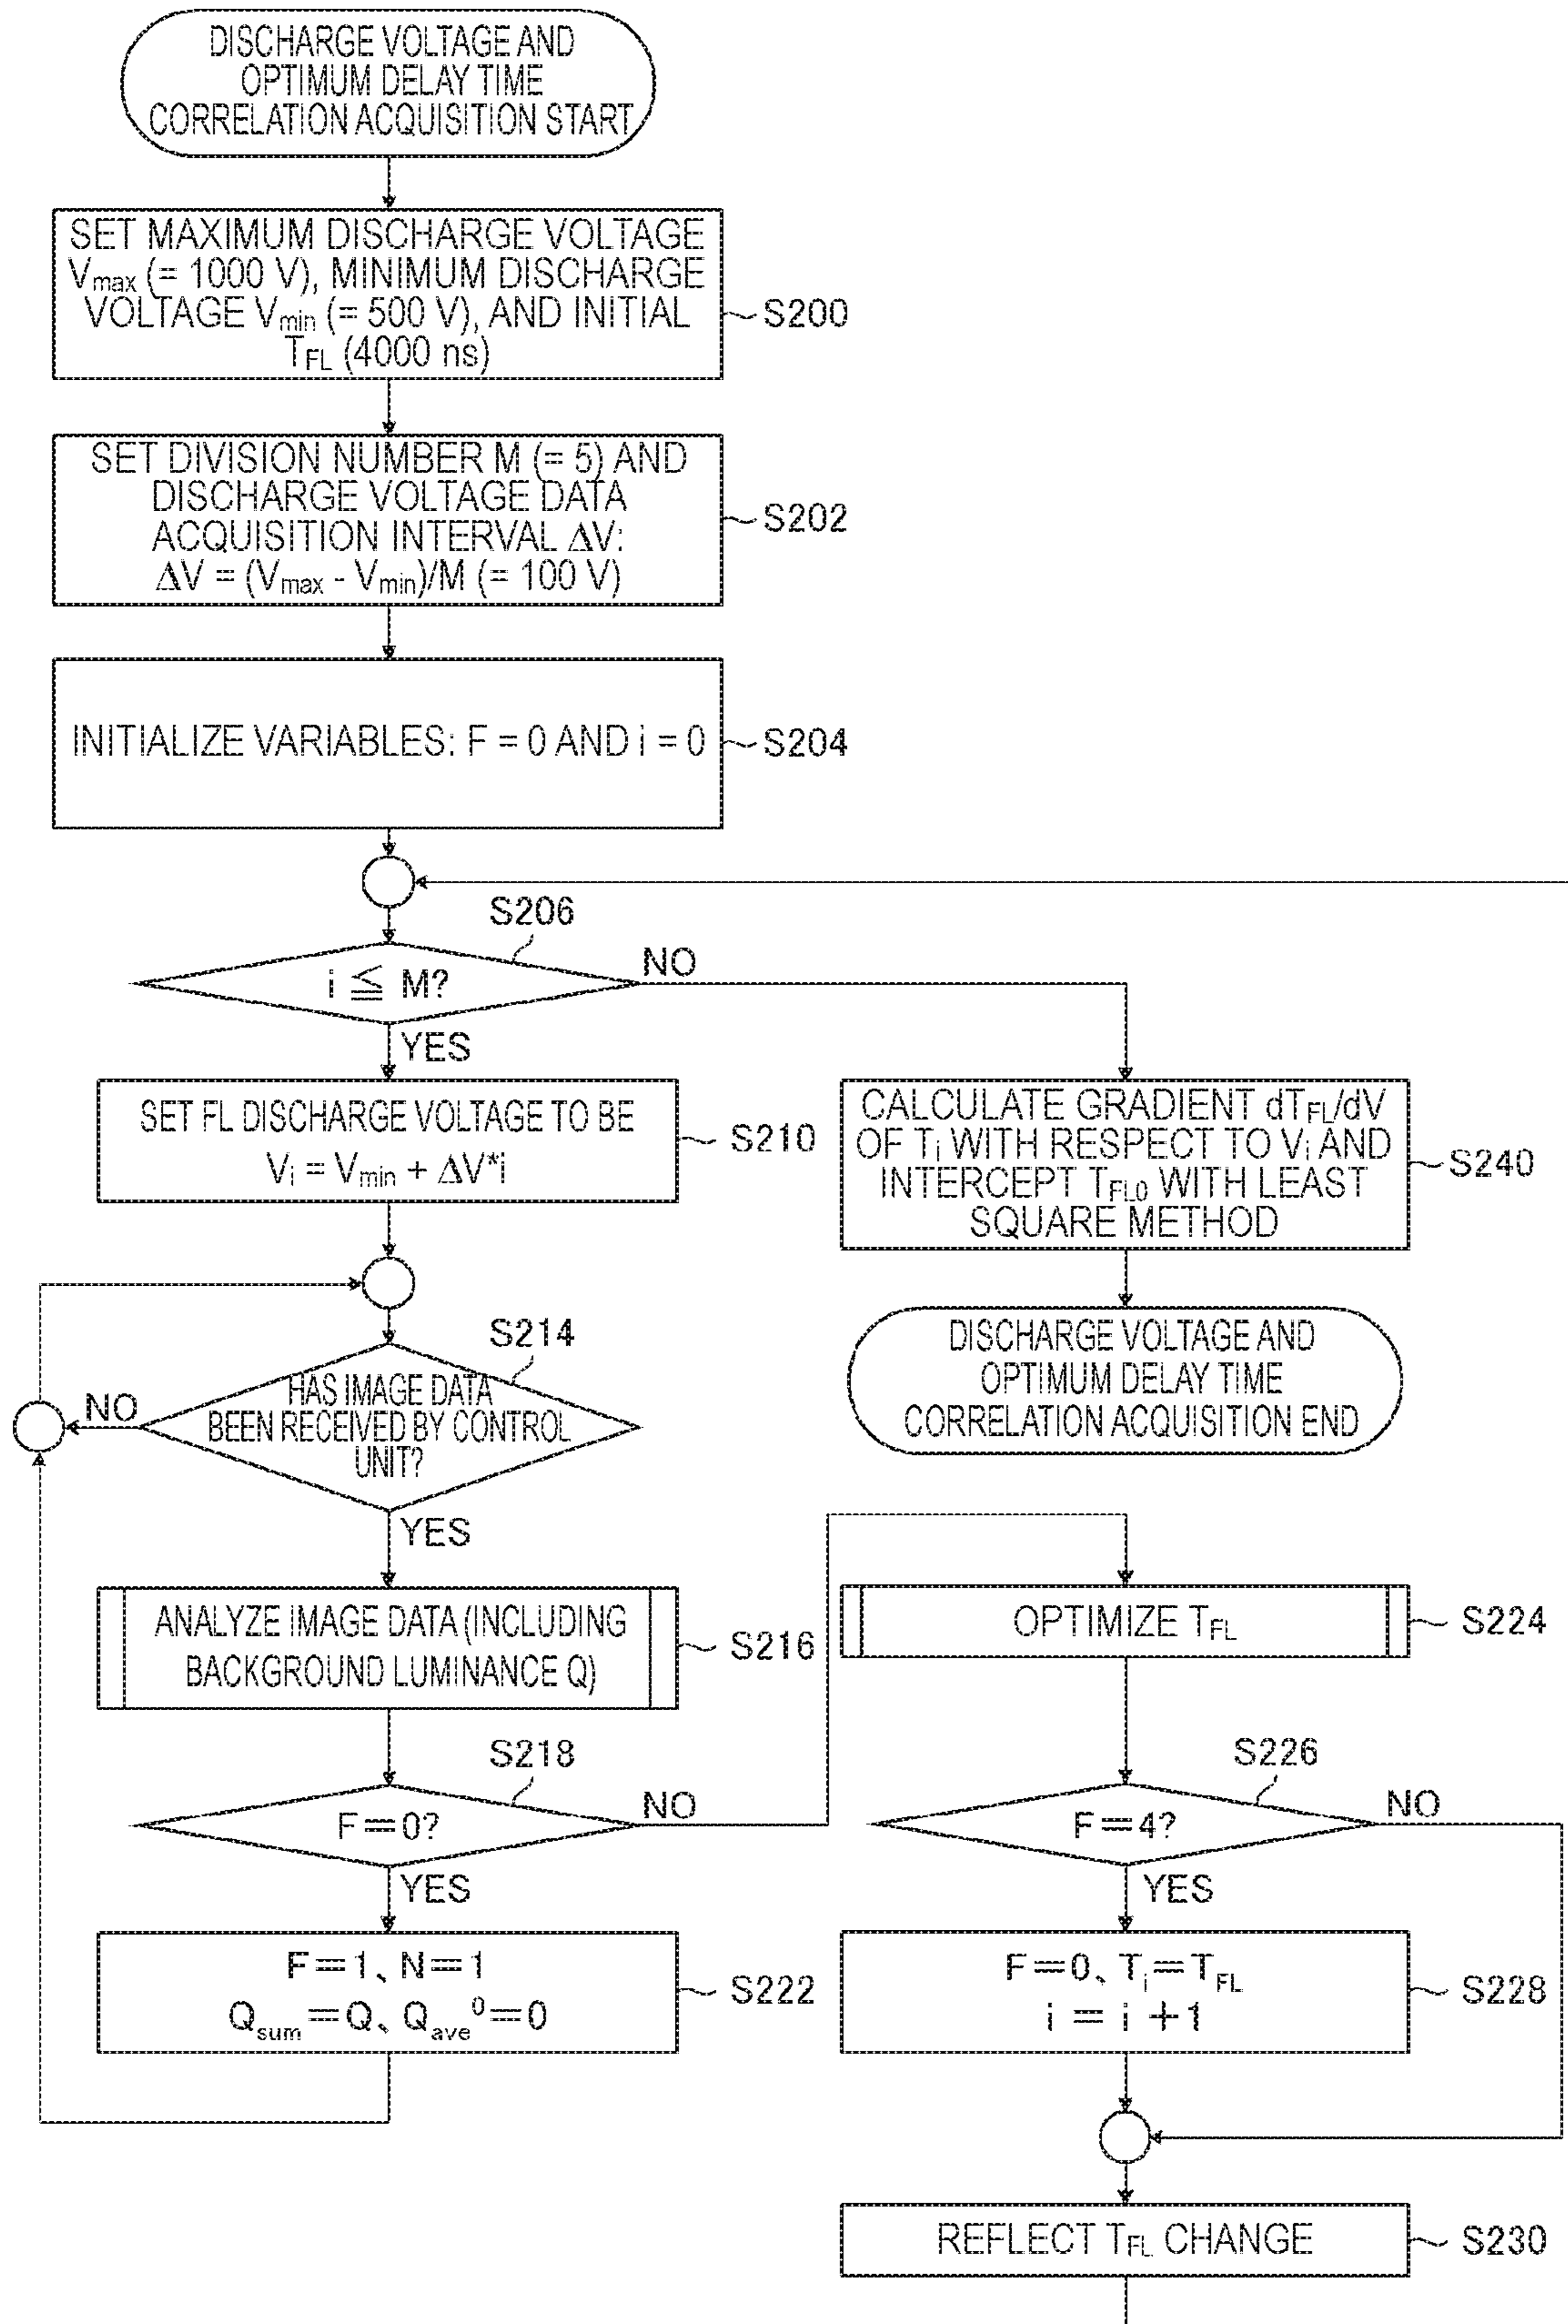 DISCHARGE VOLTAGE AND
OPTIMUM DELAY TIME
CORRELATION ACQUISITION START
SET MAXIMUM DISCHARGE VOLTAGE
Vmax (= 1000 V), MINIMUM DISCHARGE
VOLTAGE Vmin (= 500 V), AND INITIAL
TFL (4000 ns)
S200
SET DIVISION NUMBER M (= 5) AND
DISCHARGE VOLTAGE DATA
ACQUISITION INTERVAL ΔV:
ΔV = (Vmax - Vmin)/M (= 100 V)
S202
INITIALIZE VARIABLES: F = 0 AND i = 0
S204
S206
i ≦ M?
NO
YES
SET FL DISCHARGE VOLTAGE TO BE
Vi = Vmin + ΔV*i
S210
CALCULATE GRADIENT dTFL/dV
OF Ti WITH RESPECT TO Vi AND
INTERCEPT TFL0 WITH LEAST
SQUARE METHOD
S240
DISCHARGE VOLTAGE AND
OPTIMUM DELAY TIME
CORRELATION ACQUISITION END
S214
HAS IMAGE DATA
BEEN RECEIVED BY CONTROL
UNIT?
NO
YES
ANALYZE IMAGE DATA (INCLUDING
BACKGROUND LUMINANCE Q)
S216
OPTIMIZE TFL
S224
S218
F=0?
NO
YES
S226
F=4?
NO
YES
F=1、N=1
Qsum=Q、Qave⁰=0
S222
F=0、Ti=TFL
i = i +1
S228
REFLECT TFL CHANGE
S230